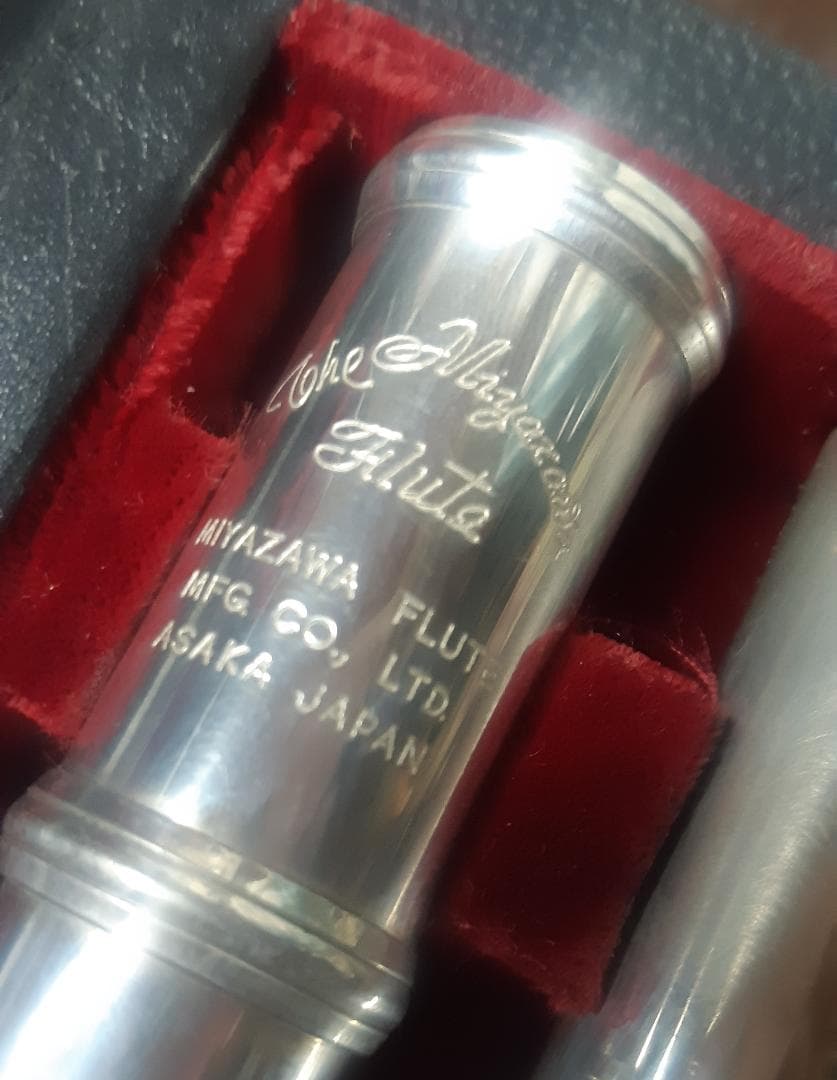 The Miyazawa
Flute
MIYAZAWA FLUTE
MFG. CO., LTD.
ASAKA JAPAN